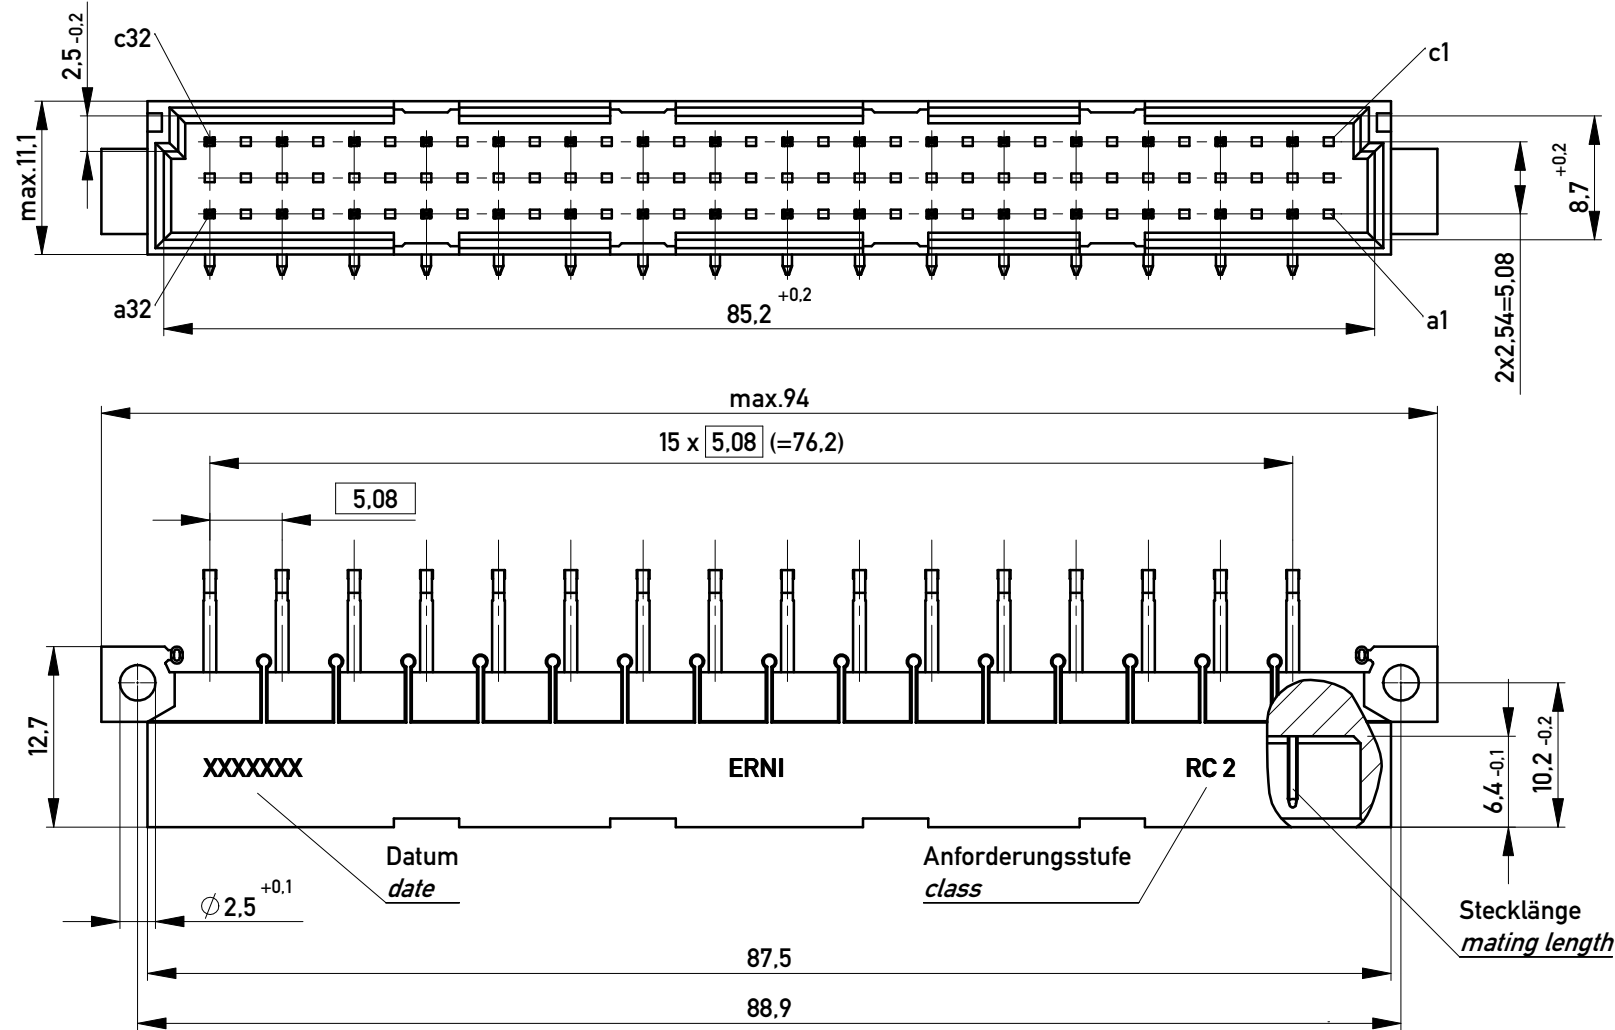 2,5 -0,2
c32
c1
max.11,1
8,7 +0,2
a32
85,2 +0,2
a1
2x2,54=5,08
max.94
15 x 5,08 (=76,2)
5,08
12,7
XXXXXXX
ERNI
RC 2
6,4 -0,1
10,2 -0,2
Datum
date
Anforderungsstufe
class
∅ 2,5 +0,1
Stecklänge
mating length
87,5
88,9